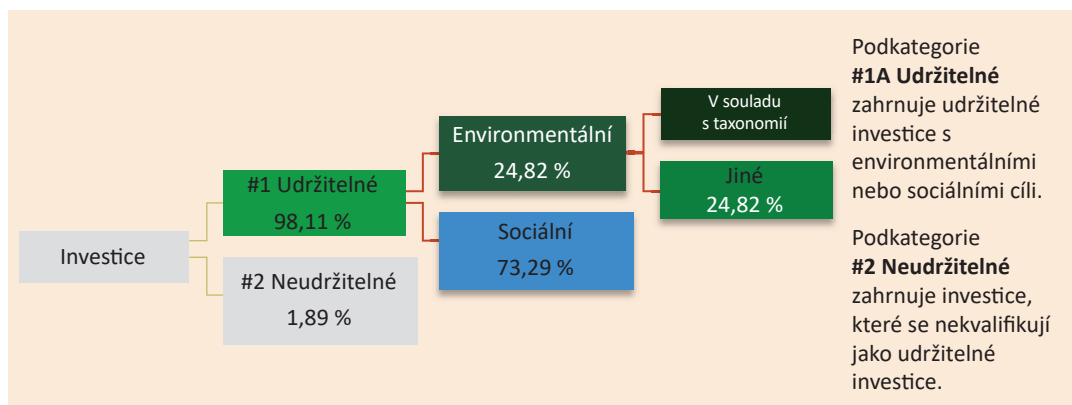 Investice
#1 Udržitelné
98,11 %
#2 Neudržitelné
1,89 %
Environmentální
24,82 %
Sociální
73,29 %
V souladu
s taxonomií
Jiné
24,82 %
Podkategorie
#1A Udržitelné
zahrnuje udržitelné
investice s
environmentálními
nebo sociálními cíli.
Podkategorie
#2 Neudržitelné
zahrnuje investice,
které se nekvalifikují
jako udržitelné
investice.